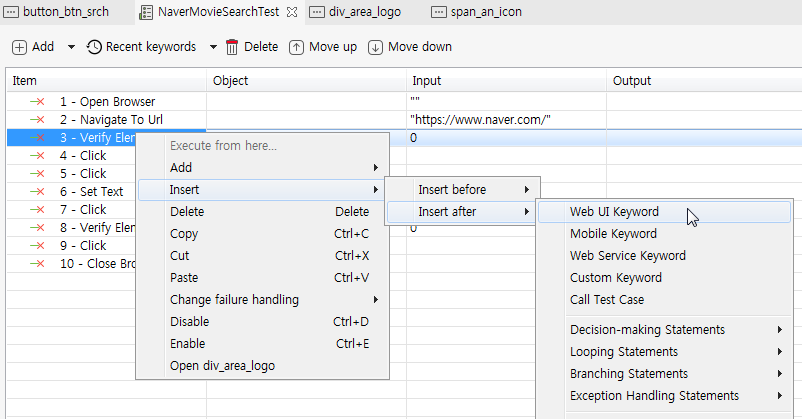 button_btn_srch NaverMovieSearchTest div_area_logo span_an_icon
Add Recent keywords Delete Move up Move down
Item Object Input Output
1 - Open Browser ""
2 - Navigate To Url "https://www.naver.com/"
3 - Verify Elem 0
4 - Click
5 - Click
6 - Set Text
7 - Click
8 - Verify Elem 0
9 - Click
10 - Close Bro
Execute from here...
Add
Insert
Delete Delete
Copy Ctrl+C
Cut Ctrl+X
Paste Ctrl+V
Change failure handling
Disable Ctrl+D
Enable Ctrl+E
Open div_area_logo
Insert before
Insert after
Web UI Keyword
Mobile Keyword
Web Service Keyword
Custom Keyword
Call Test Case
Decision-making Statements
Looping Statements
Branching Statements
Exception Handling Statements